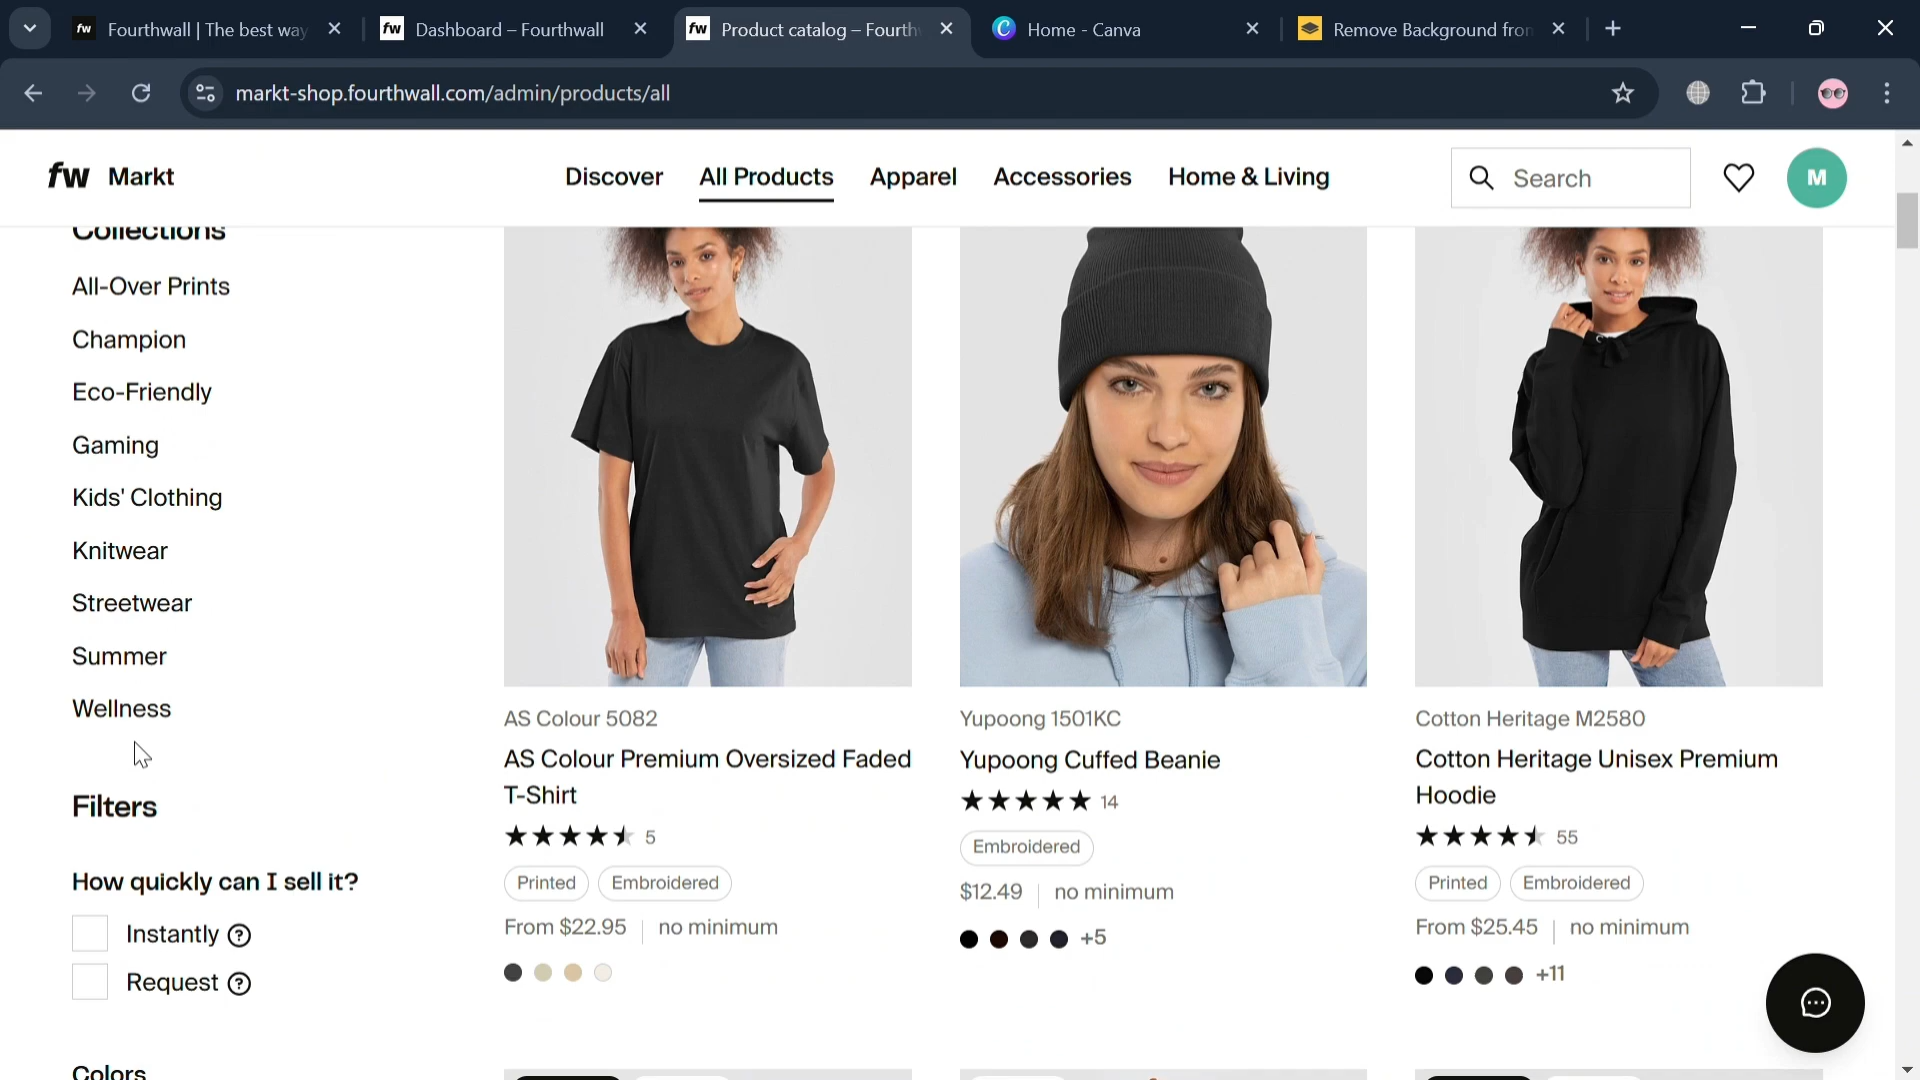 fw Fourthwall | The best way
fw Dashboard – Fourthwall
fw Product catalog – Fourth
Home - Canva
Remove Background from
markt-shop.fourthwall.com/admin/products/all
fw Markt
Discover
All Products
Apparel
Accessories
Home & Living
Search
M
Collections
All-Over Prints
Champion
Eco-Friendly
Gaming
Kids' Clothing
Knitwear
Streetwear
Summer
Wellness
Filters
How quickly can I sell it?
Instantly ?
Request ?
Colors
AS Colour 5082
AS Colour Premium Oversized Faded
T-Shirt
5
Printed Embroidered
From $22.95 | no minimum
Yupoong 1501KC
Yupoong Cuffed Beanie
14
Embroidered
$12.49 | no minimum
+5
Cotton Heritage M2580
Cotton Heritage Unisex Premium
Hoodie
55
Printed Embroidered
From $25.45 | no minimum
+11